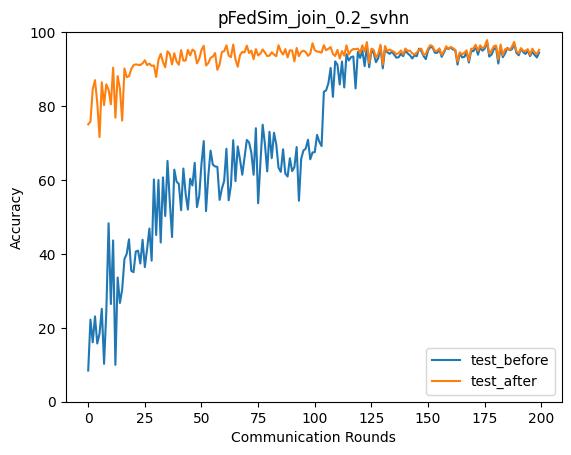 pFedSim_join_0.2_svhn
100
80
60
40
20
0
Accuracy
0 25 50 75 100 125 150 175 200
Communication Rounds
test_before
test_after